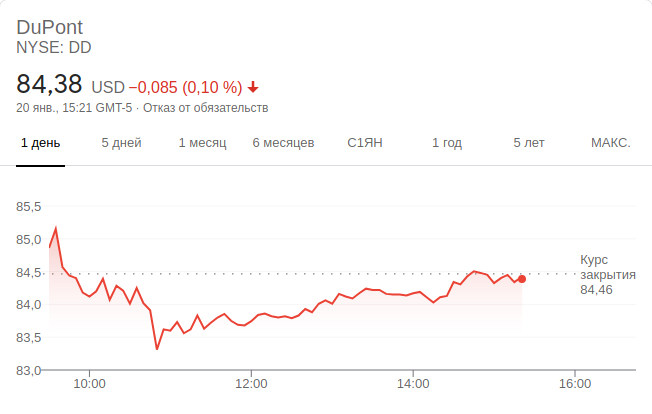 DuPont
NYSE: DD
84,38 USD −0,085 (0,10 %)
20 янв., 15:21 GMT-5 · Отказ от обязательств
1 день 5 дней 1 месяц 6 месяцев С1ЯН 1 год 5 лет МАКС.
85,5
85,0
84,5
84,0
83,5
83,0
Курс
закрытия
84,46
10:00 12:00 14:00 16:00